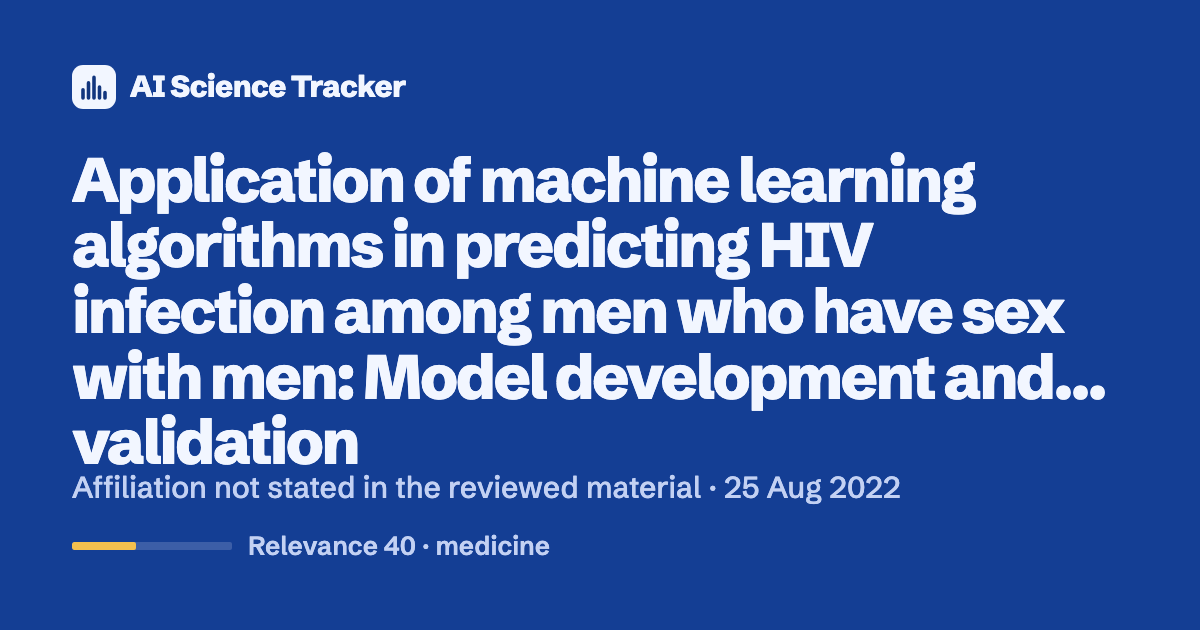 AI Science Tracker
Application of machine learning
algorithms in predicting HIV
infection among men who have sex
with men: Model development and...
validation
Affiliation not stated in the reviewed material · 25 Aug 2022
Relevance 40 · medicine